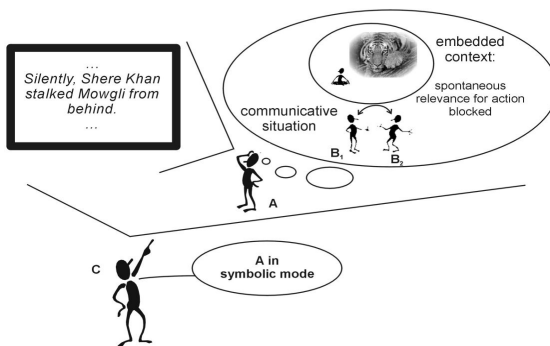 ...
Silently, Shere Khan
stalked Mowgli from
behind.
...
embedded
context:
spontaneous
relevance for action
blocked
communicative
situation
B1
B2
A
C
A in
symbolic mode